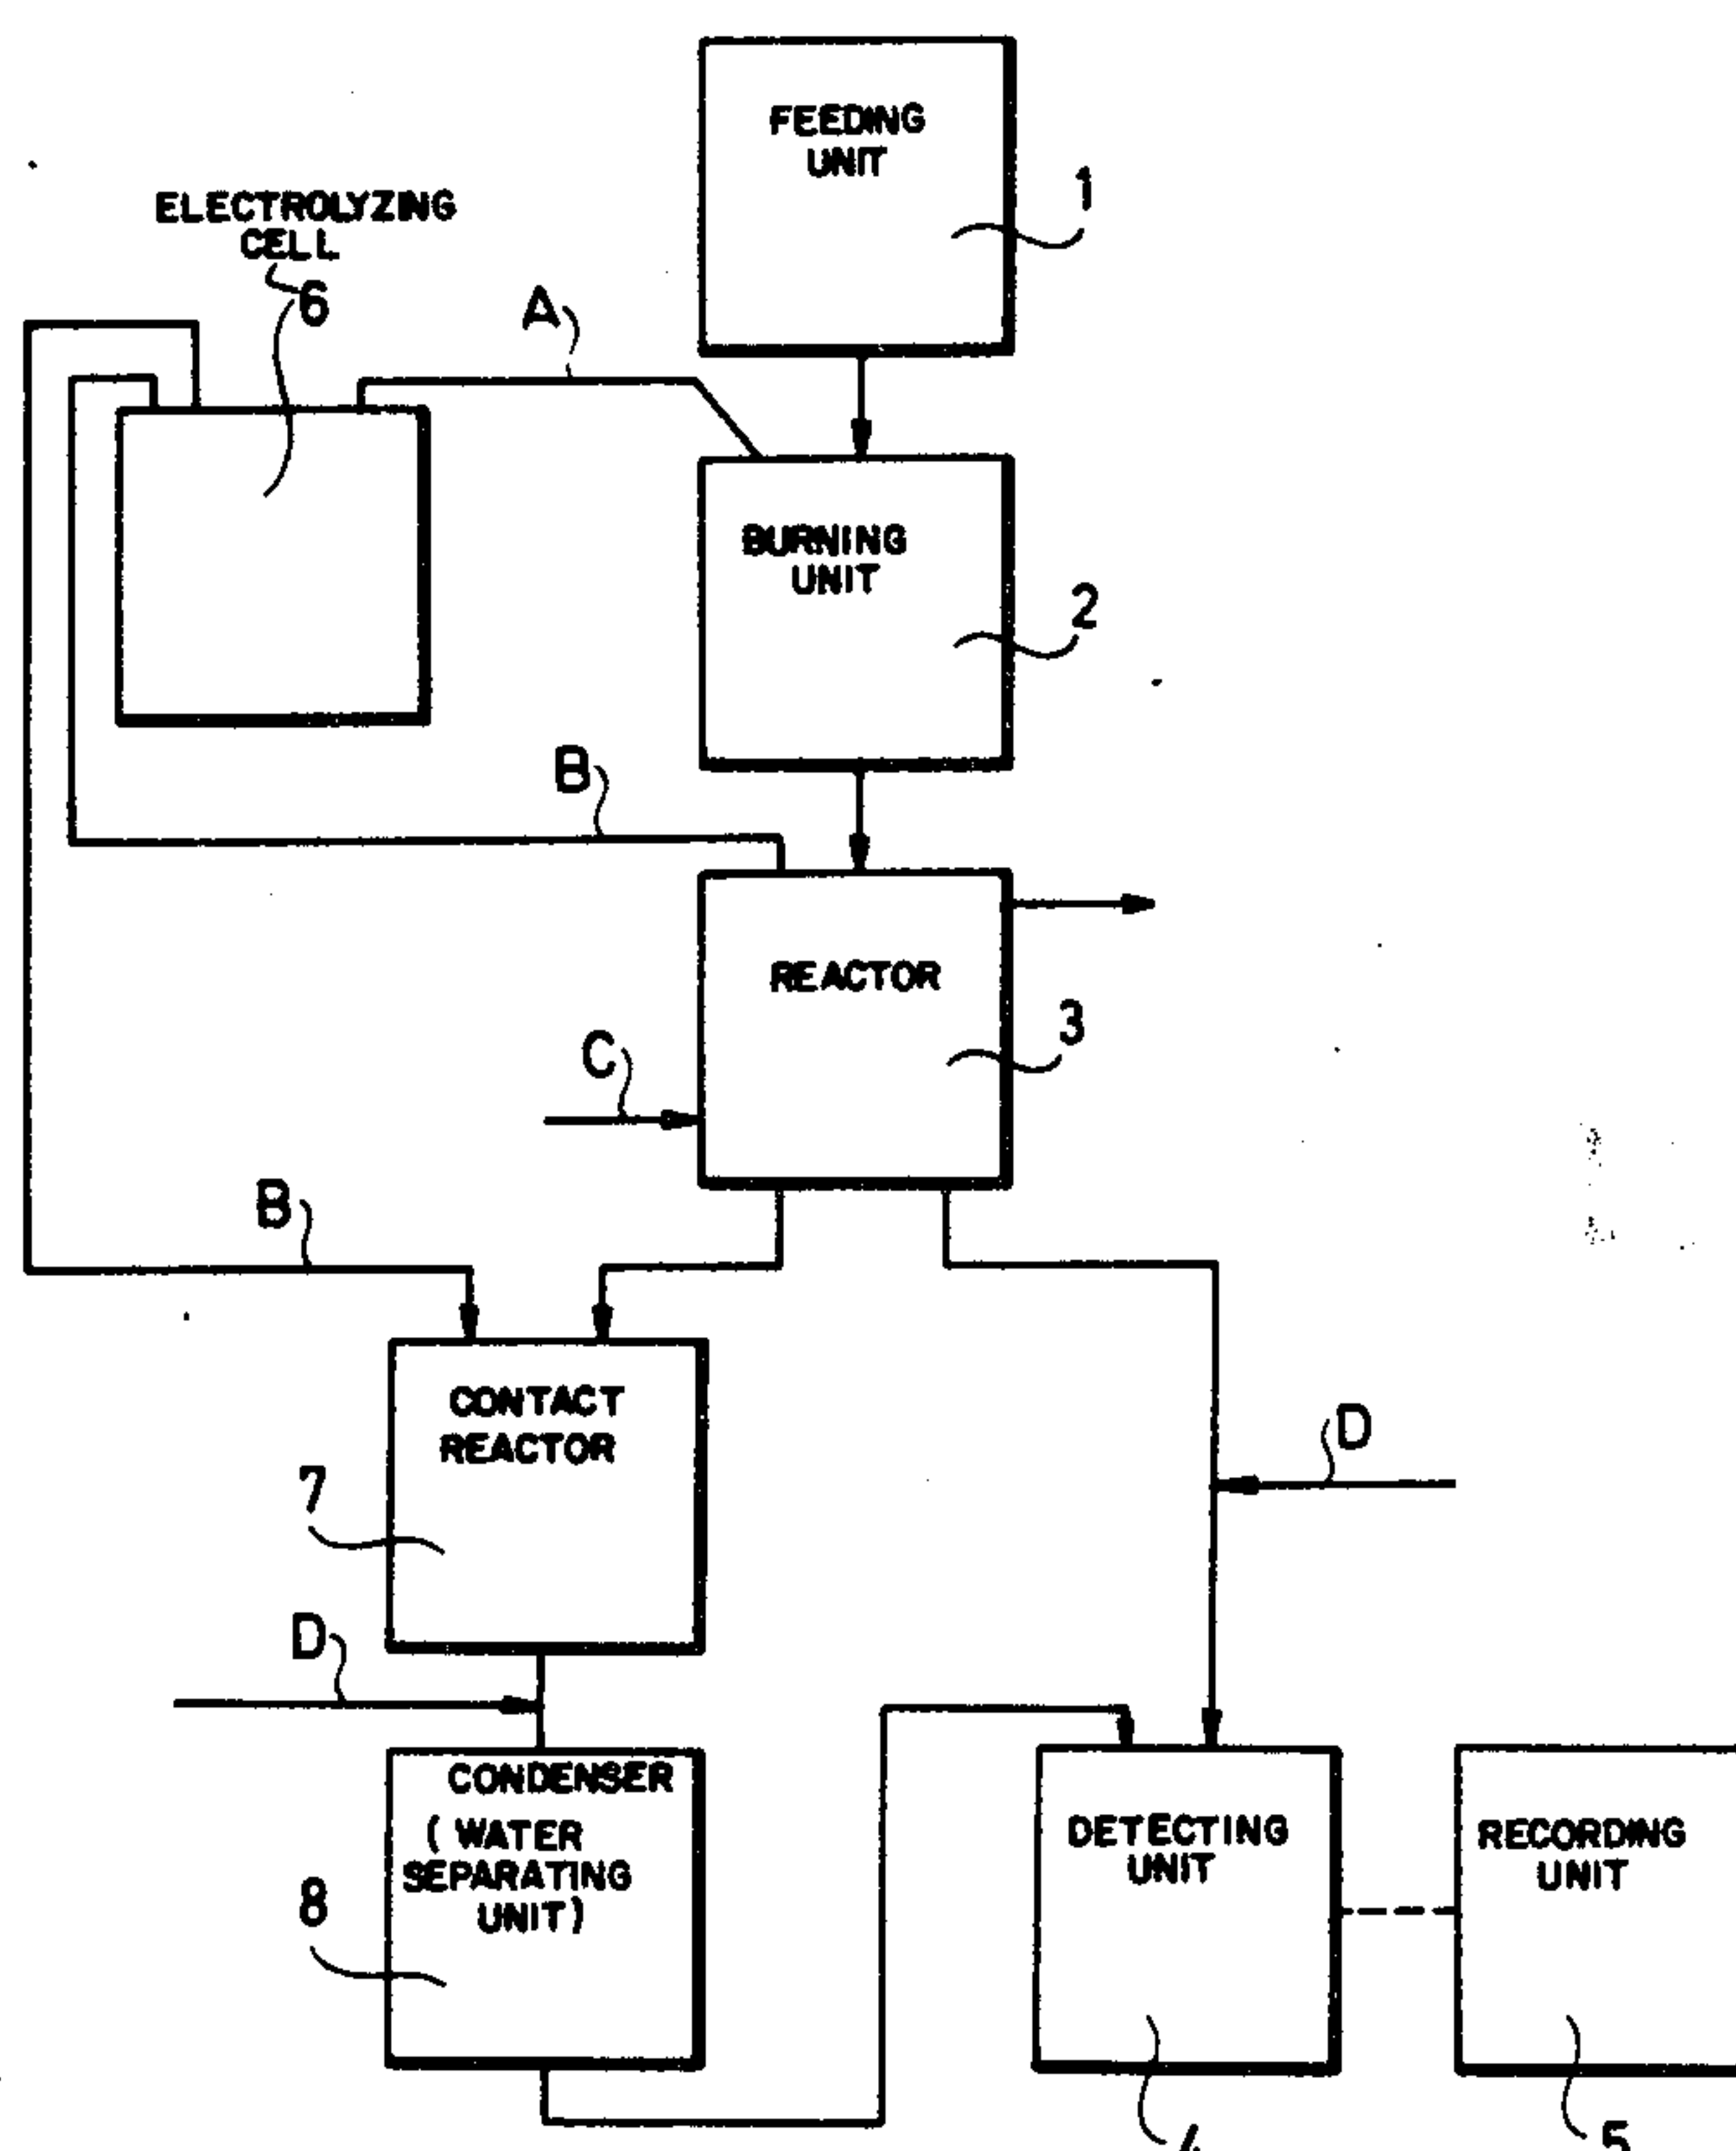 FEEDING
UNIT
1
ELECTROLYZING
CELL
6
A
BURNING
UNIT
2
B
REACTOR
3
C
B
CONTACT
REACTOR
7
D
D
CONDENSER
(WATER
SEPARATING
UNIT)
8
DETECTING
UNIT
RECORDING
UNIT
4
5